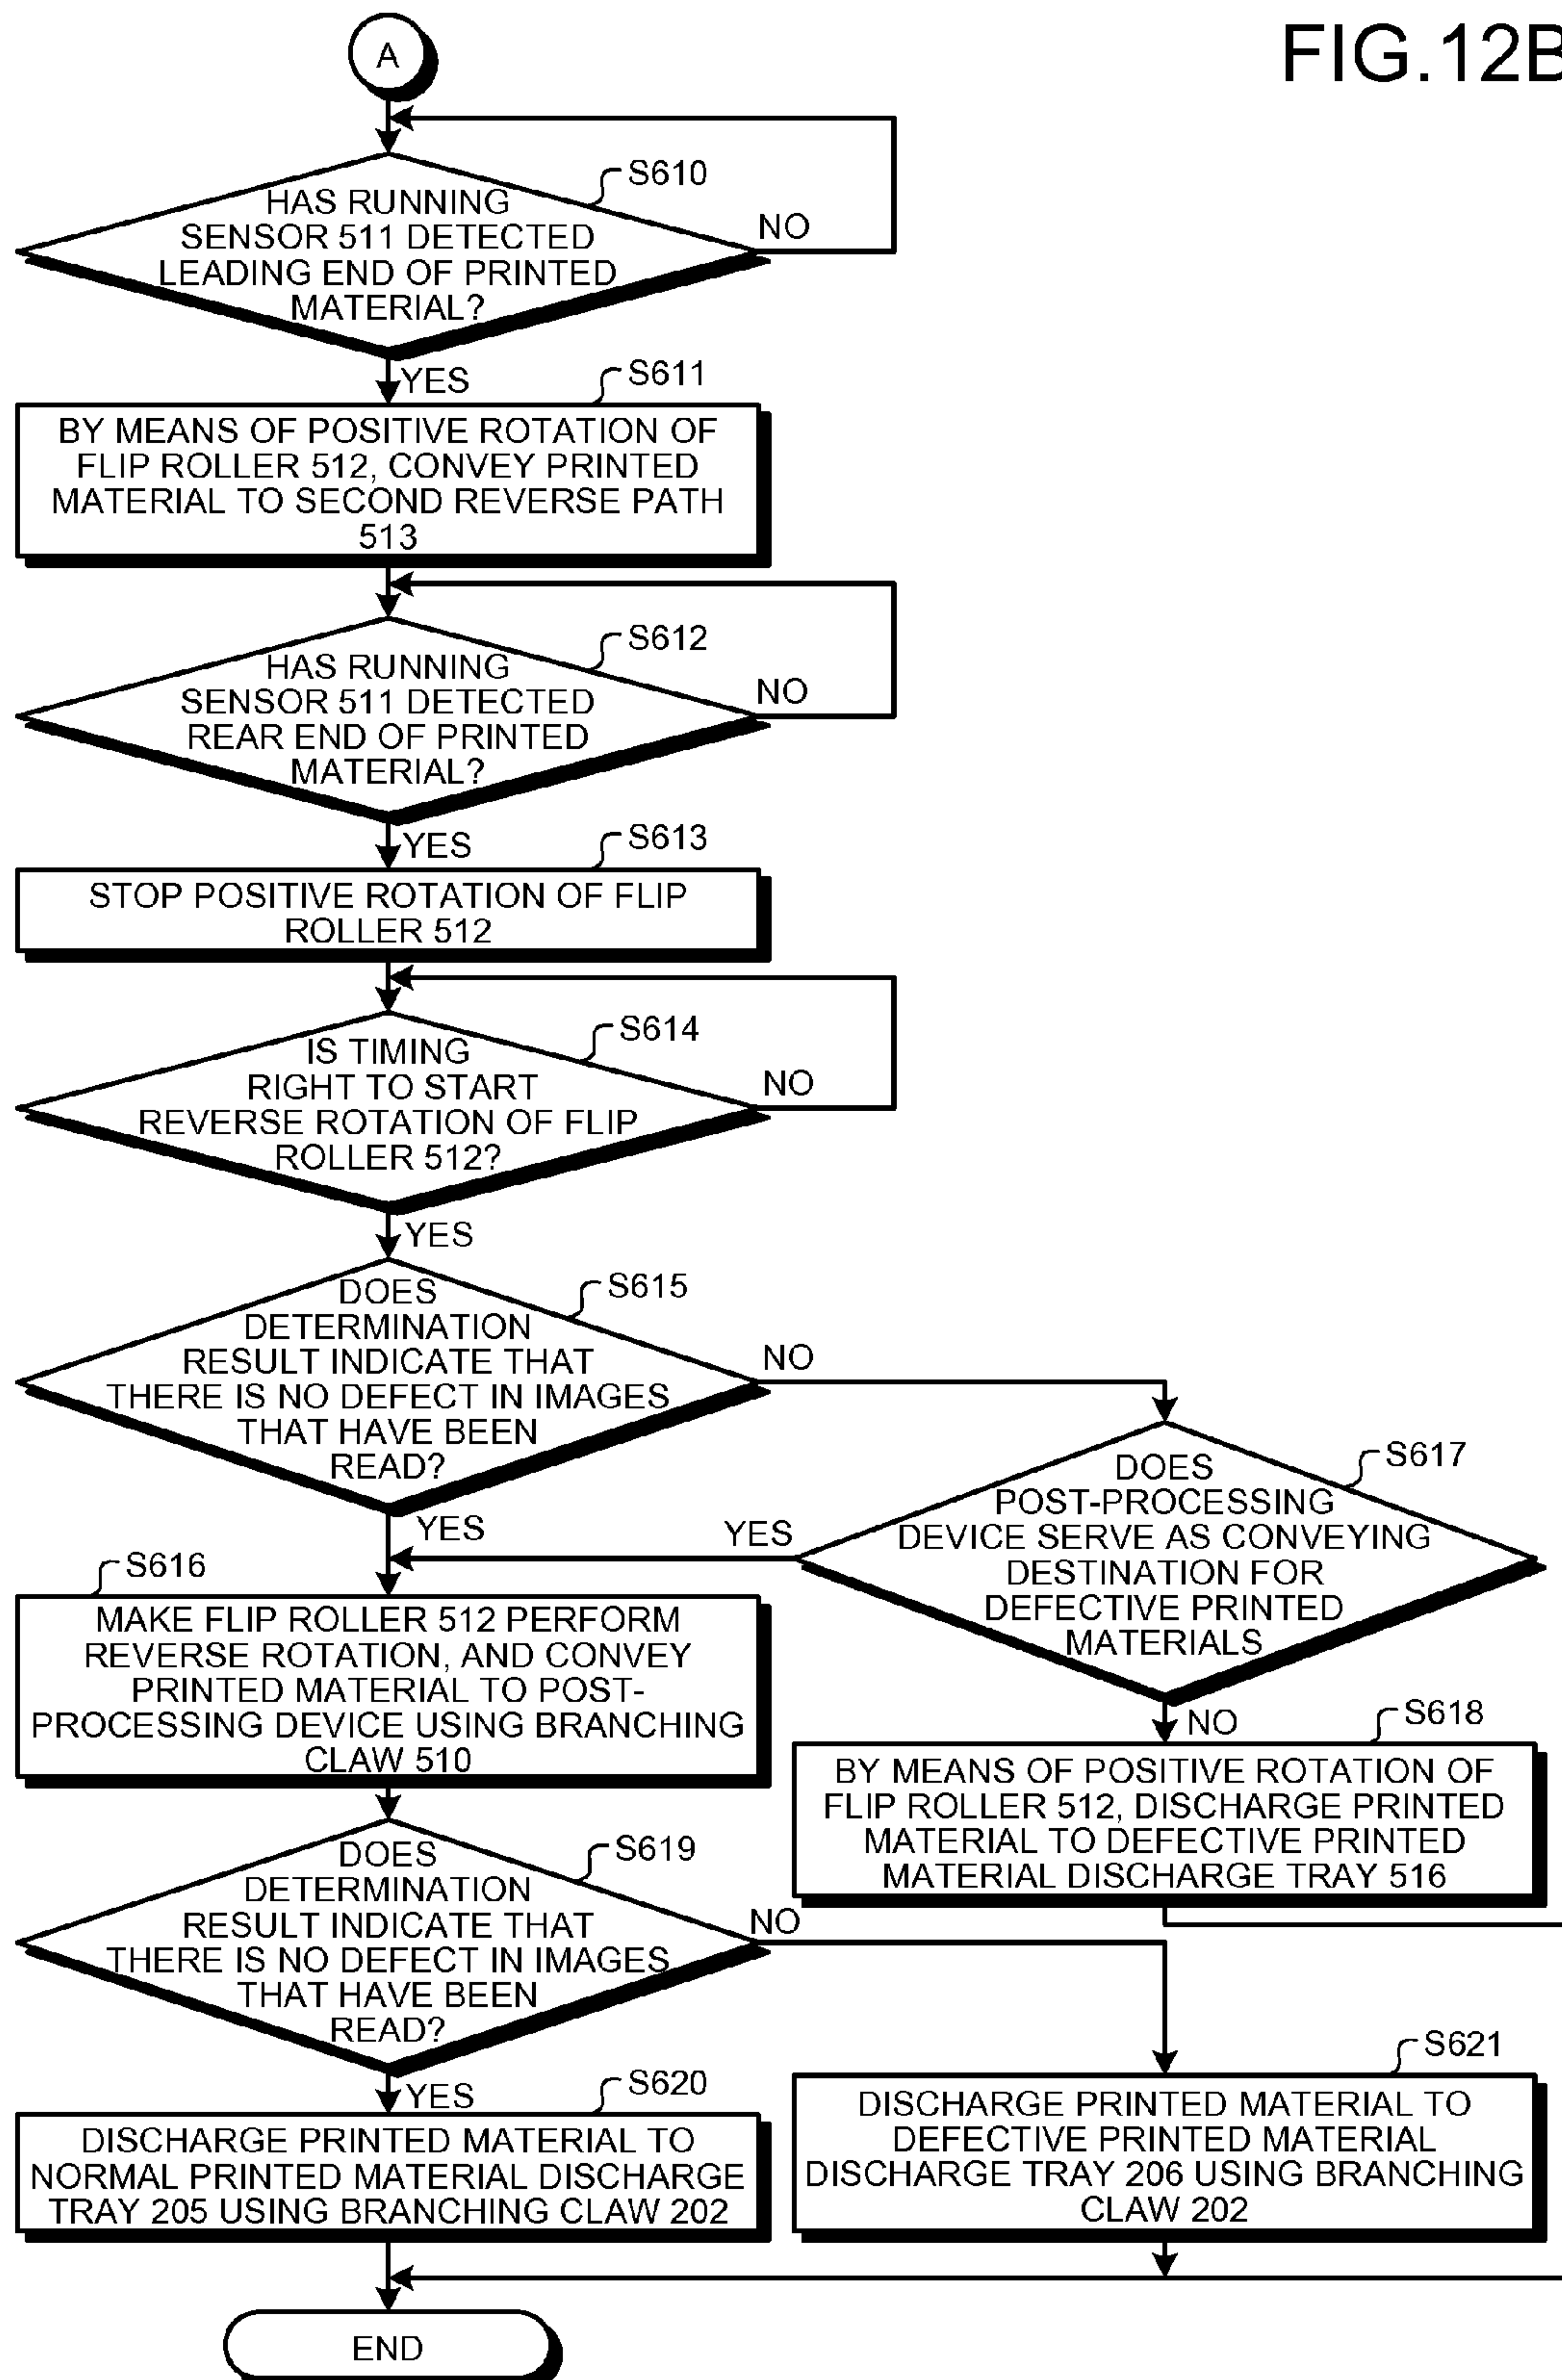 FIG.12B
A
S610
HAS RUNNING
SENSOR 511 DETECTED
LEADING END OF PRINTED
MATERIAL?
NO
YES
S611
BY MEANS OF POSITIVE ROTATION OF
FLIP ROLLER 512, CONVEY PRINTED
MATERIAL TO SECOND REVERSE PATH
513
S612
HAS RUNNING
SENSOR 511 DETECTED
REAR END OF PRINTED
MATERIAL?
NO
YES
S613
STOP POSITIVE ROTATION OF FLIP
ROLLER 512
S614
IS TIMING
RIGHT TO START
REVERSE ROTATION OF FLIP
ROLLER 512?
NO
YES
S615
DOES
DETERMINATION
RESULT INDICATE THAT
THERE IS NO DEFECT IN IMAGES
THAT HAVE BEEN
READ?
NO
YES
S617
DOES
POST-PROCESSING
DEVICE SERVE AS CONVEYING
DESTINATION FOR
DEFECTIVE PRINTED
MATERIALS
YES
NO
S616
MAKE FLIP ROLLER 512 PERFORM
REVERSE ROTATION, AND CONVEY
PRINTED MATERIAL TO POST-
PROCESSING DEVICE USING BRANCHING
CLAW 510
S618
BY MEANS OF POSITIVE ROTATION OF
FLIP ROLLER 512, DISCHARGE PRINTED
MATERIAL TO DEFECTIVE PRINTED
MATERIAL DISCHARGE TRAY 516
S619
DOES
DETERMINATION
RESULT INDICATE THAT
THERE IS NO DEFECT IN IMAGES
THAT HAVE BEEN
READ?
NO
YES
S620
DISCHARGE PRINTED MATERIAL TO
NORMAL PRINTED MATERIAL DISCHARGE
TRAY 205 USING BRANCHING CLAW 202
S621
DISCHARGE PRINTED MATERIAL TO
DEFECTIVE PRINTED MATERIAL
DISCHARGE TRAY 206 USING BRANCHING
CLAW 202
END